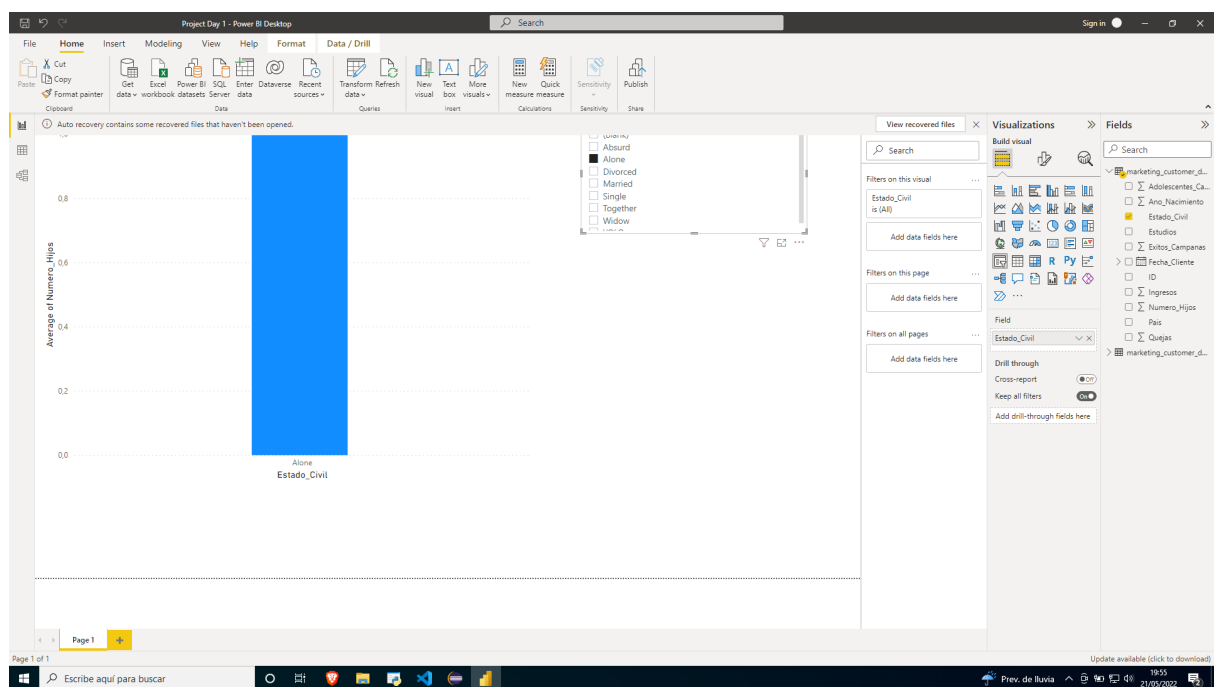 Project Day 1 - Power BI Desktop
Search
Sign in
File Home Insert Modeling View Help Format Data / Drill
Paste
Cut
Copy
Format painter
Get data
Excel workbook
Power BI datasets
SQL Server
Enter data
Dataverse
Recent sources
Transform data
Refresh
New visual
Text box
More visuals
New measure
Quick measure
Sensitivity
Publish
Clipboard
Data
Queries
Insert
Calculations
Sensitivity
Share
Auto recovery contains some recovered files that haven't been opened.
View recovered files
(Blank)
Absurd
Alone
Divorced
Married
Single
Together
Widow
0,8
0,6
0,4
0,2
0,0
Average of Numero_Hijos
Alone
Estado_Civil
Search
Filters on this visual
Estado_Civil
is (All)
Add data fields here
Filters on this page
Add data fields here
Filters on all pages
Add data fields here
Visualizations
Build visual
R Py
Field
Estado_Civil
Drill through
Cross-report
Off
Keep all filters
On
Add drill-through fields here
Fields
Search
marketing_customer_d...
Adolescentes_Ca...
Ano_Nacimiento
Estado_Civil
Estudios
Exitos_Campanas
Fecha_Cliente
ID
Ingresos
Numero_Hijos
Pais
Quejas
marketing_customer_d...
Page 1
Page 1 of 1
Update available (click to download)
Escribe aquí para buscar
Prev. de lluvia
19:55
21/05/2022
2